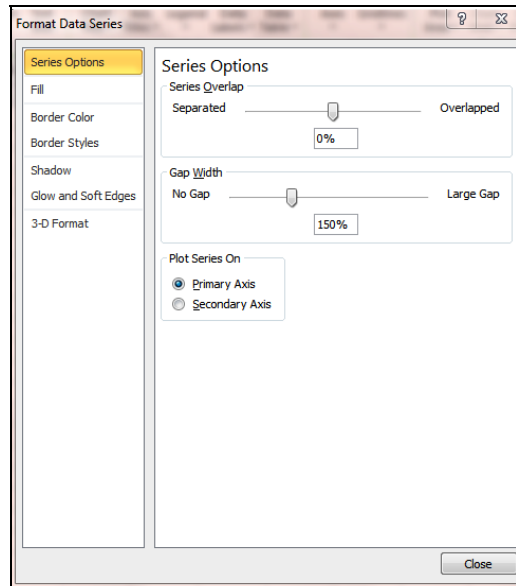 Format Data Series
Series Options
Fill
Border Color
Border Styles
Shadow
Glow and Soft Edges
3-D Format
Series Options
Series Overlap
Separated Overlapped
0%
Gap Width
No Gap Large Gap
150%
Plot Series On
Primary Axis
Secondary Axis
Close